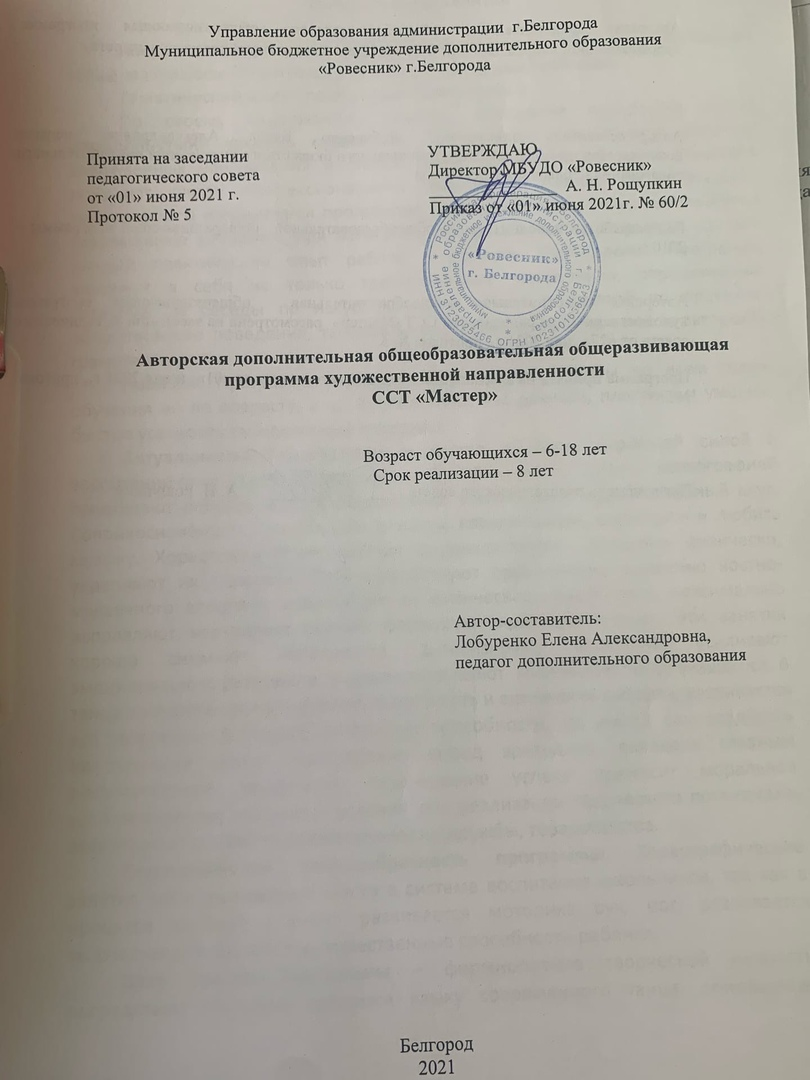 Управление образования администрации г.Белгорода
Муниципальное бюджетное учреждение дополнительного образования
«Ровесник» г.Белгорода
Принята на заседании
педагогического совета
от «01» июня 2021 г.
Протокол № 5
УТВЕРЖДАЮ
Директор МБУДО «Ровесник»
А. Н. Рощупкин
Приказ от «01» июня 2021г. № 60/2
«Ровесник»
г. Белгорода
Авторская дополнительная общеобразовательная общеразвивающая
программа художественной направленности
ССТ «Мастер»
Возраст обучающихся – 6-18 лет
Срок реализации – 8 лет
Автор-составитель:
Лобуренко Елена Александровна,
педагог дополнительного образования
Белгород
2021